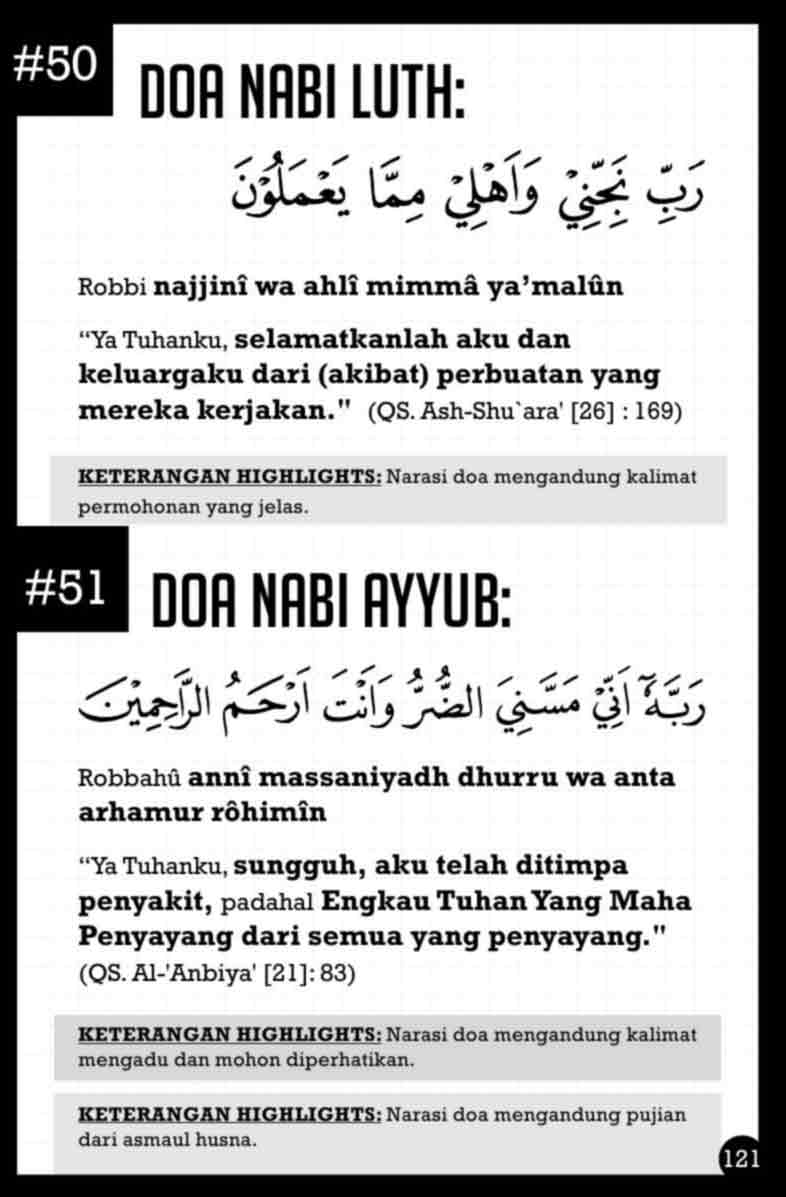 #50
DOA NABI LUTH:
رَبِّ نَجِّنِيْ وَاَهْلِيْ مِمَّا يَعْمَلُوْنَ
Robbi najjinî wa ahlî mimmâ ya’malûn
“Ya Tuhanku, selamatkanlah aku dan
keluargaku dari (akibat) perbuatan yang
mereka kerjakan." (QS. Ash-Shu`ara' [26] : 169)
KETERANGAN HIGHLIGHTS: Narasi doa mengandung kalimat
permohonan yang jelas.
#51
DOA NABI AYYUB:
رَبَّهٗٓ اَنِّيْ مَسَّنِيَ الضُّرُّ وَاَنْتَ اَرْحَمُ الرَّاحِمِيْنَ
Robbahû annî massaniyadh dhurru wa anta
arhamur rôhimîn
“Ya Tuhanku, sungguh, aku telah ditimpa
penyakit, padahal Engkau Tuhan Yang Maha
Penyayang dari semua yang penyayang."
(QS. Al-'Anbiya' [21]: 83)
KETERANGAN HIGHLIGHTS: Narasi doa mengandung kalimat
mengadu dan mohon diperhatikan.
KETERANGAN HIGHLIGHTS: Narasi doa mengandung pujian
dari asmaul husna.
121